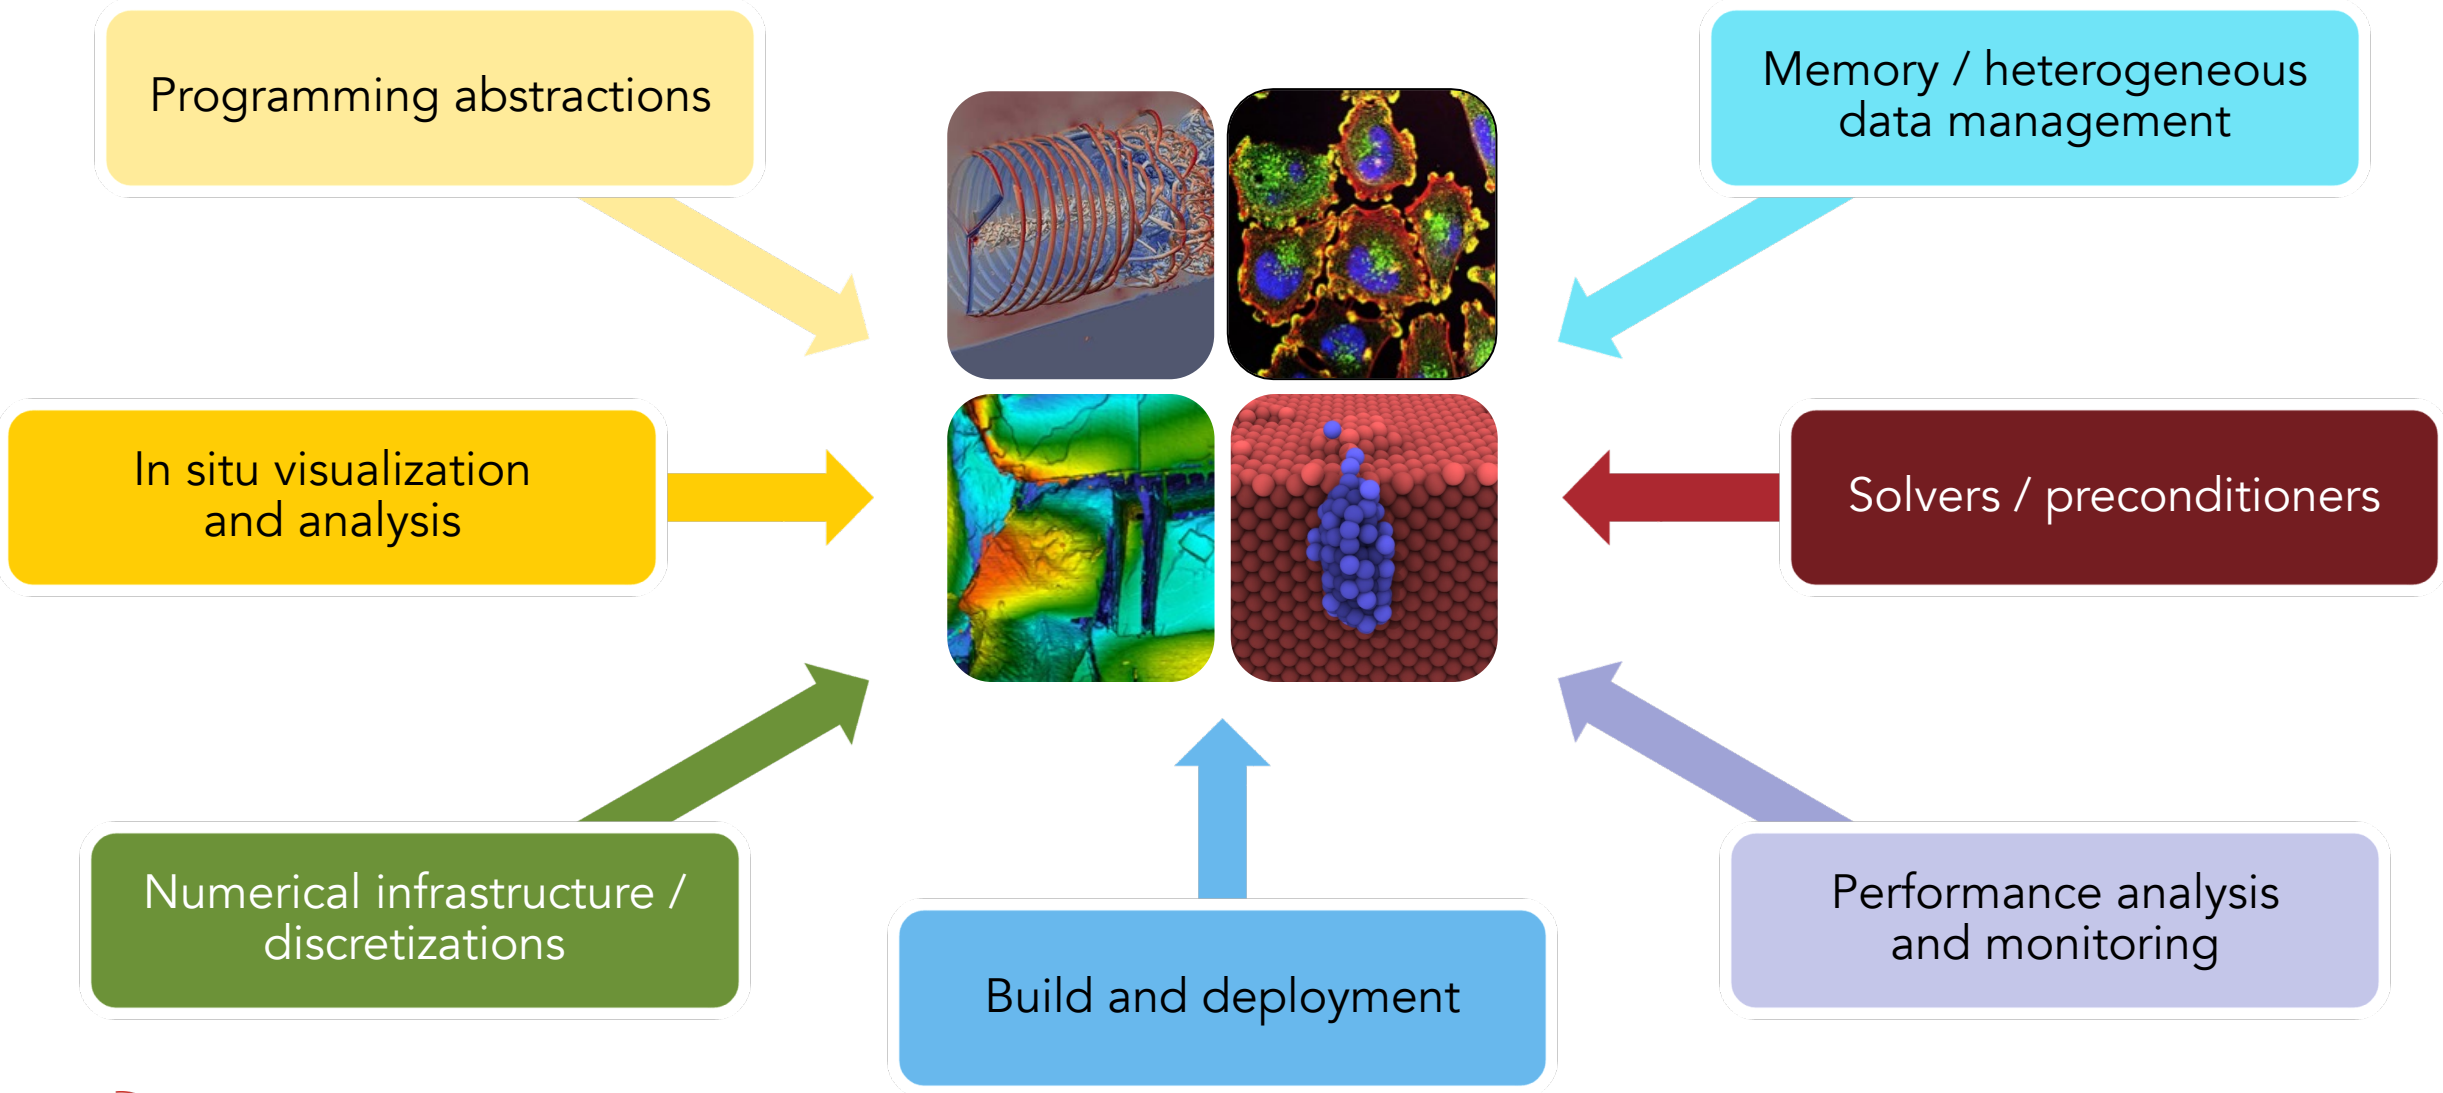 Programming abstractions
Memory / heterogeneous
data management
In situ visualization
and analysis
Solvers / preconditioners
Numerical infrastructure /
discretizations
Build and deployment
Performance analysis
and monitoring